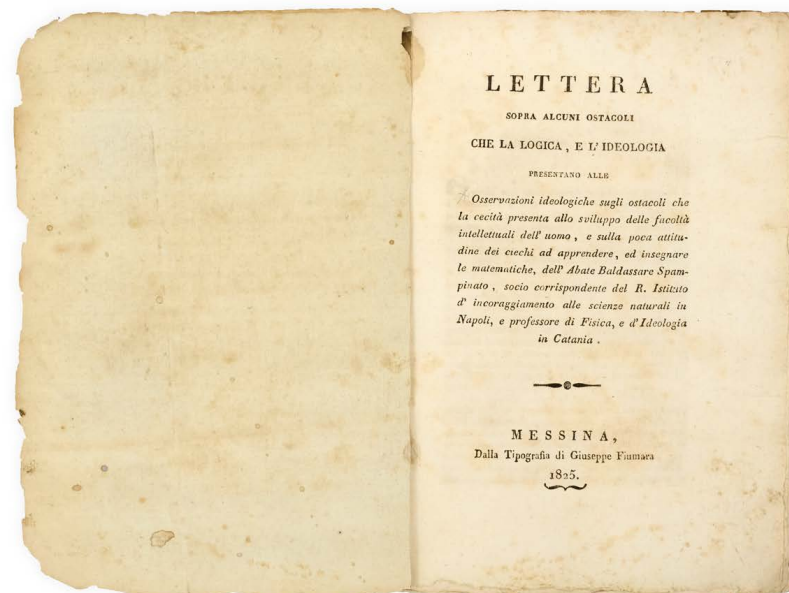 LETTERA
SOPRA ALCUNI OSTACOLI
CHE LA LOGICA, E L'IDEOLOGIA
PRESENTANO ALLE
Osservazioni ideologiche sugli ostacoli che
la cecità presenta allo sviluppo delle facoltà
intellettuali dell' uomo, e sulla poca attitu-
dine dei ciechi ad apprendere, ed insegnare
le matematiche, dell' Abate Baldassare Spam-
pinato, socio corrispondente del R. Istituto
d' incoraggiamento alle scienze naturali in
Napoli, e professore di Fisica, e d'Ideologia
in Catania.
MESSINA,
Dalla Tipografia di Giuseppe Fiumara
1825.